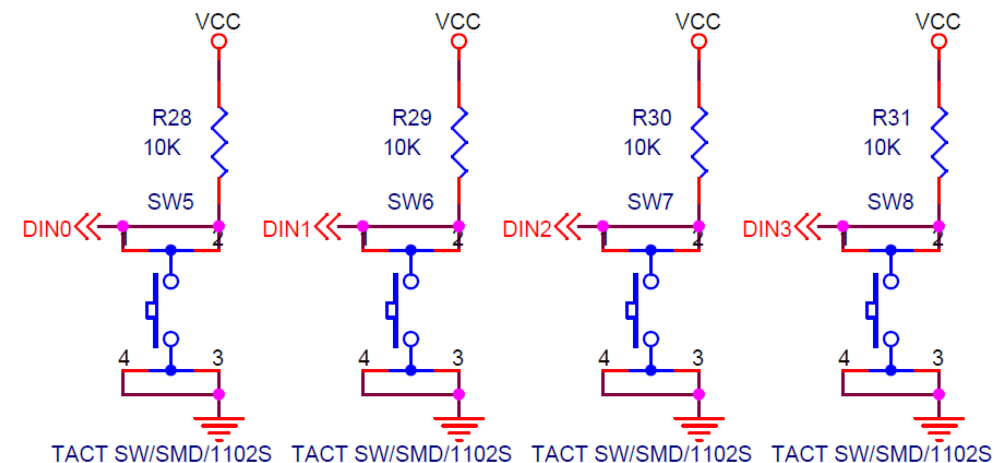 VCC VCC VCC VCC
R28 R29 R30 R31
10K 10K 10K 10K
SW5 SW6 SW7 SW8
DIN0 DIN1 DIN2 DIN3
1 2 1 2 1 2 1 2
4 3 4 3 4 3 4 3
TACT SW/SMD/1102S TACT SW/SMD/1102S TACT SW/SMD/1102S TACT SW/SMD/1102S